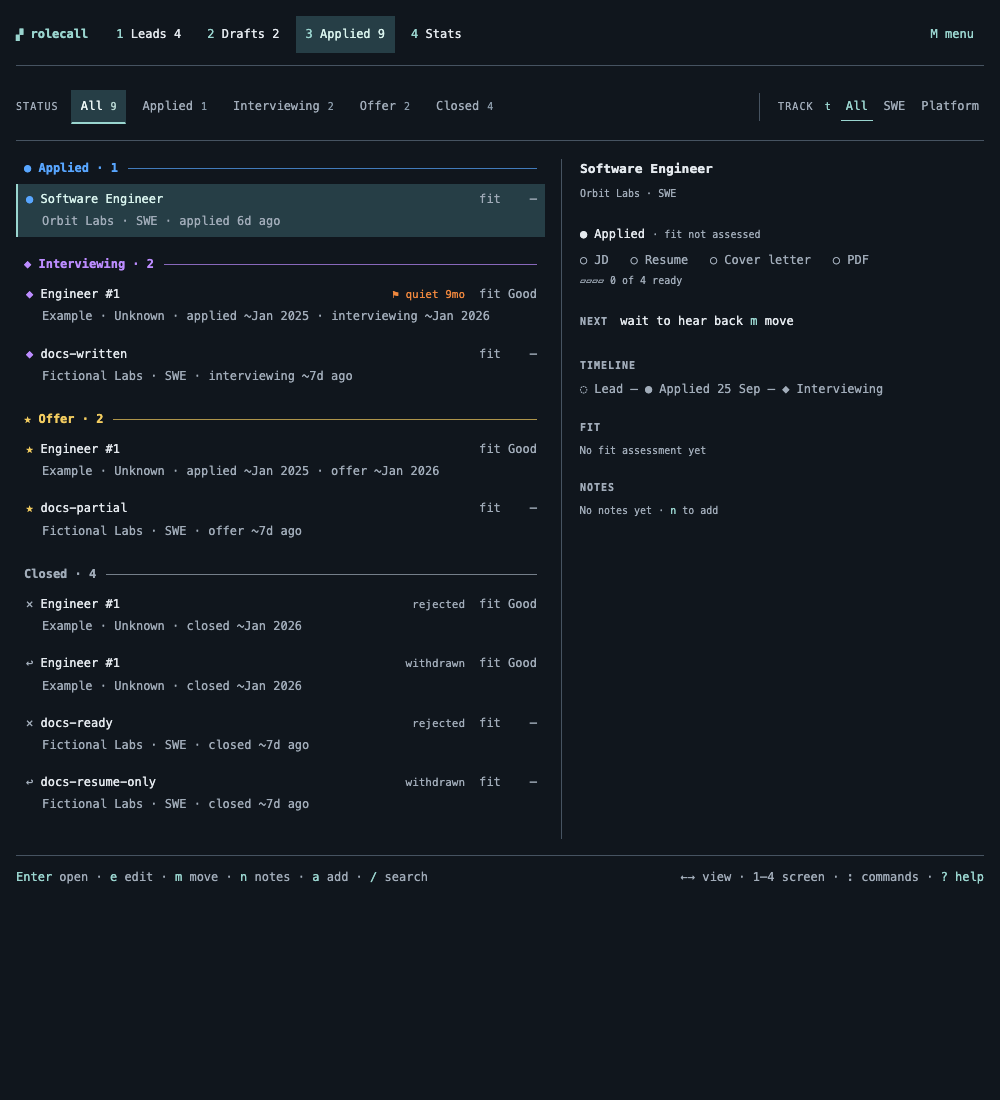 ▞ rolecall 1 Leads 4 2 Drafts 2 3 Applied 9 4 Stats M menu
STATUS All 9 Applied 1 Interviewing 2 Offer 2 Closed 4 TRACK t All SWE Platform
● Applied · 1
● Software Engineer fit —
Orbit Labs · SWE · applied 6d ago
◆ Interviewing · 2
◆ Engineer #1 ⚑ quiet 9mo fit Good
Example · Unknown · applied ~Jan 2025 · interviewing ~Jan 2026
◆ docs-written fit —
Fictional Labs · SWE · interviewing ~7d ago
★ Offer · 2
★ Engineer #1 fit Good
Example · Unknown · applied ~Jan 2025 · offer ~Jan 2026
★ docs-partial fit —
Fictional Labs · SWE · offer ~7d ago
Closed · 4
× Engineer #1 rejected fit Good
Example · Unknown · closed ~Jan 2026
↩ Engineer #1 withdrawn fit Good
Example · Unknown · closed ~Jan 2026
× docs-ready rejected fit —
Fictional Labs · SWE · closed ~7d ago
↩ docs-resume-only withdrawn fit —
Fictional Labs · SWE · closed ~7d ago
Software Engineer
Orbit Labs · SWE
● Applied · fit not assessed
○ JD ○ Resume ○ Cover letter ○ PDF
▱▱▱▱ 0 of 4 ready
NEXT wait to hear back m move
TIMELINE
◌ Lead — ● Applied 25 Sep — ◆ Interviewing
FIT
No fit assessment yet
NOTES
No notes yet · n to add
Enter open · e edit · m move · n notes · a add · / search
←→ view · 1–4 screen · : commands · ? help